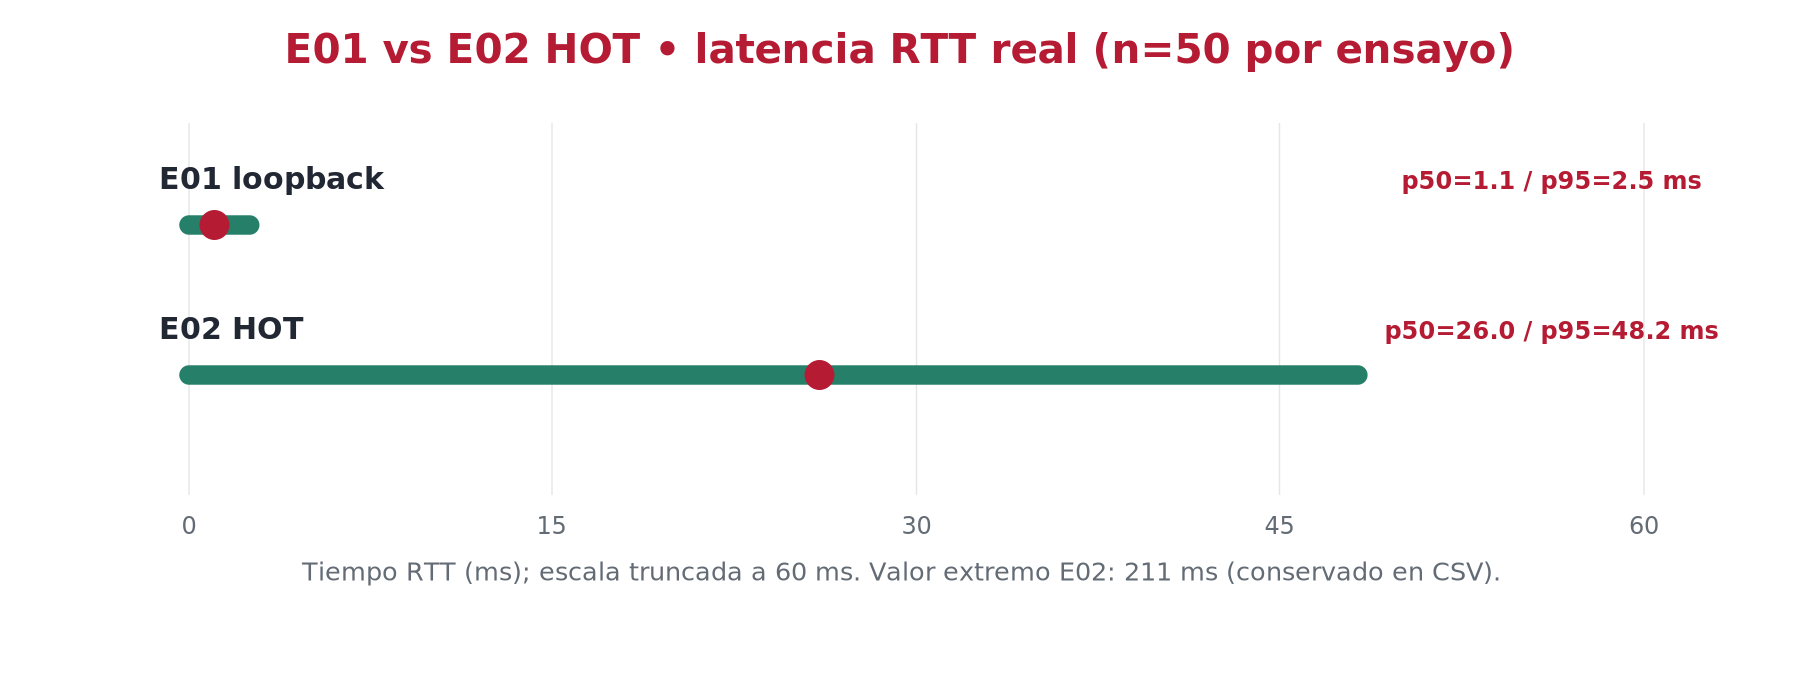 E01 vs E02 HOT • latencia RTT real (n=50 por ensayo)
E01 loopback
p50=1.1 / p95=2.5 ms
E02 HOT
p50=26.0 / p95=48.2 ms
0 15 30 45 60
Tiempo RTT (ms); escala truncada a 60 ms. Valor extremo E02: 211 ms (conservado en CSV).